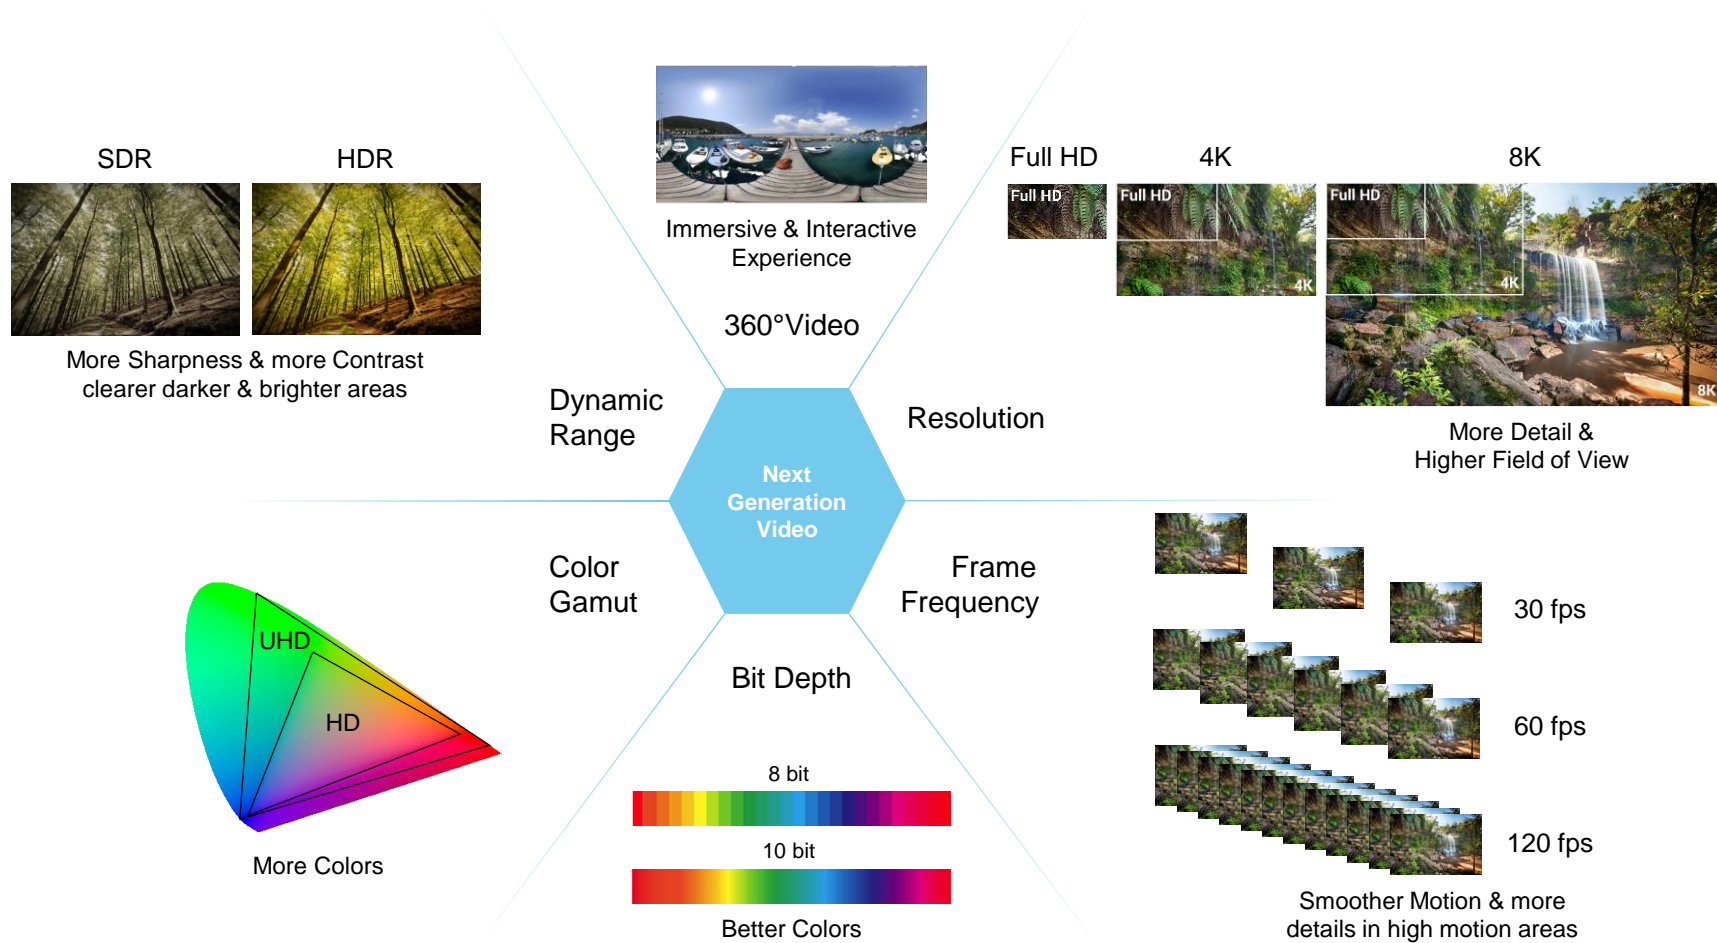 SDR
HDR
More Sharpness & more Contrast
clearer darker & brighter areas
Dynamic
Range
Immersive & Interactive
Experience
360°Video
Full HD
4K
8K
Full HD
Full HD
4K
Full HD
4K
8K
More Detail &
Higher Field of View
Resolution
Next
Generation
Video
Color
Gamut
UHD
HD
More Colors
Bit Depth
8 bit
10 bit
Better Colors
Frame
Frequency
30 fps
60 fps
120 fps
Smoother Motion & more
details in high motion areas